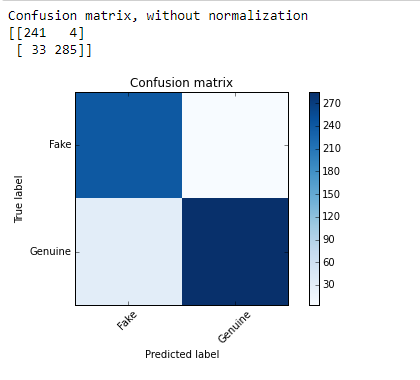 Confusion matrix, without normalization
[[241   4]
 [ 33 285]]
Confusion matrix
Fake
Genuine
True label
Fake
Genuine
Predicted label
270
240
210
180
150
120
90
60
30